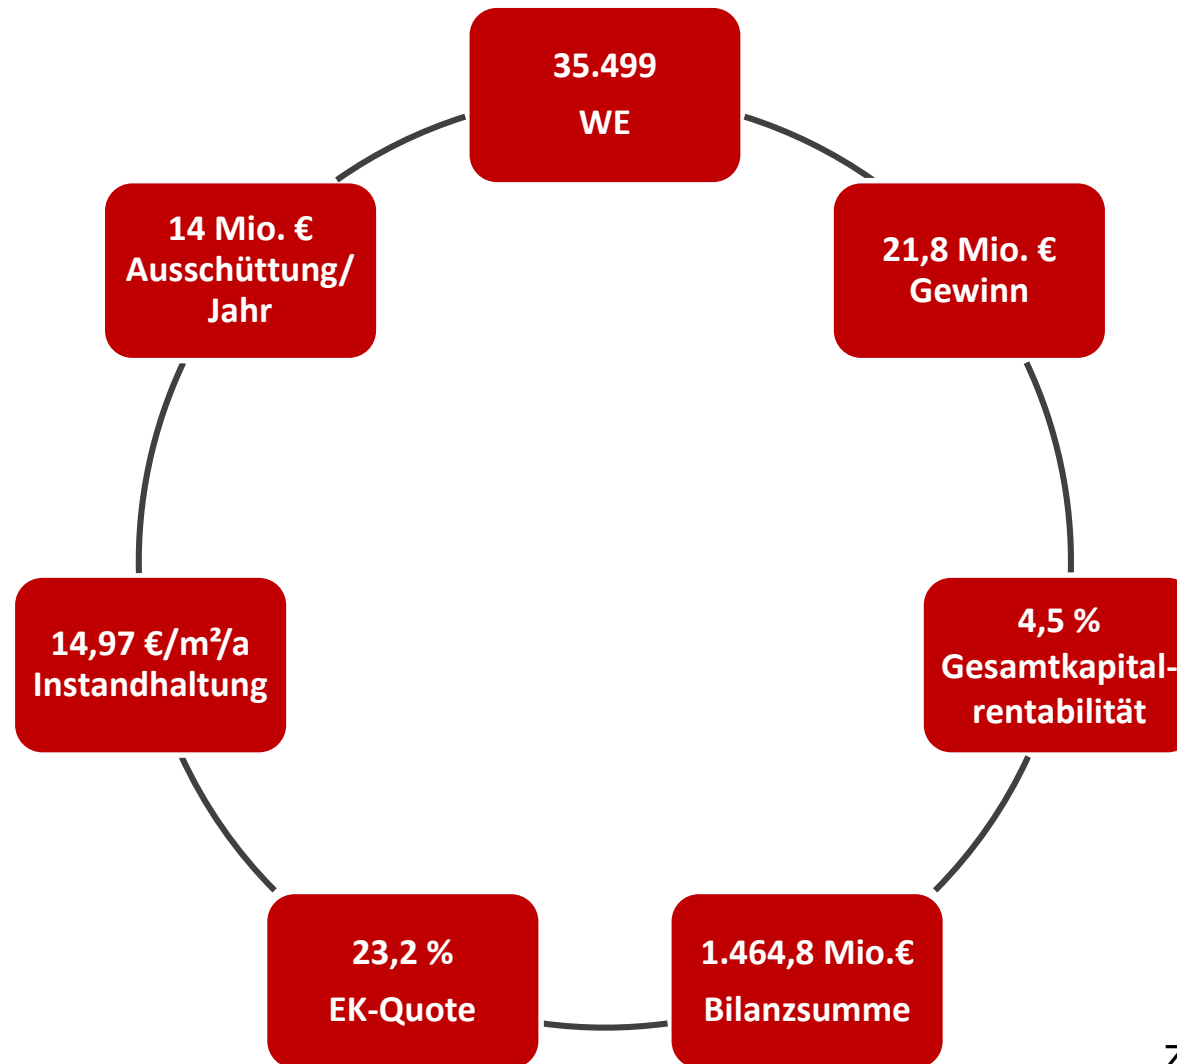 35.499
WE
21,8 Mio. €
Gewinn
4,5 %
Gesamtkapital-
rentabilität
1.464,8 Mio.€
Bilanzsumme
23,2 %
EK-Quote
14,97 €/m²/a
Instandhaltung
14 Mio. €
Ausschüttung/
Jahr